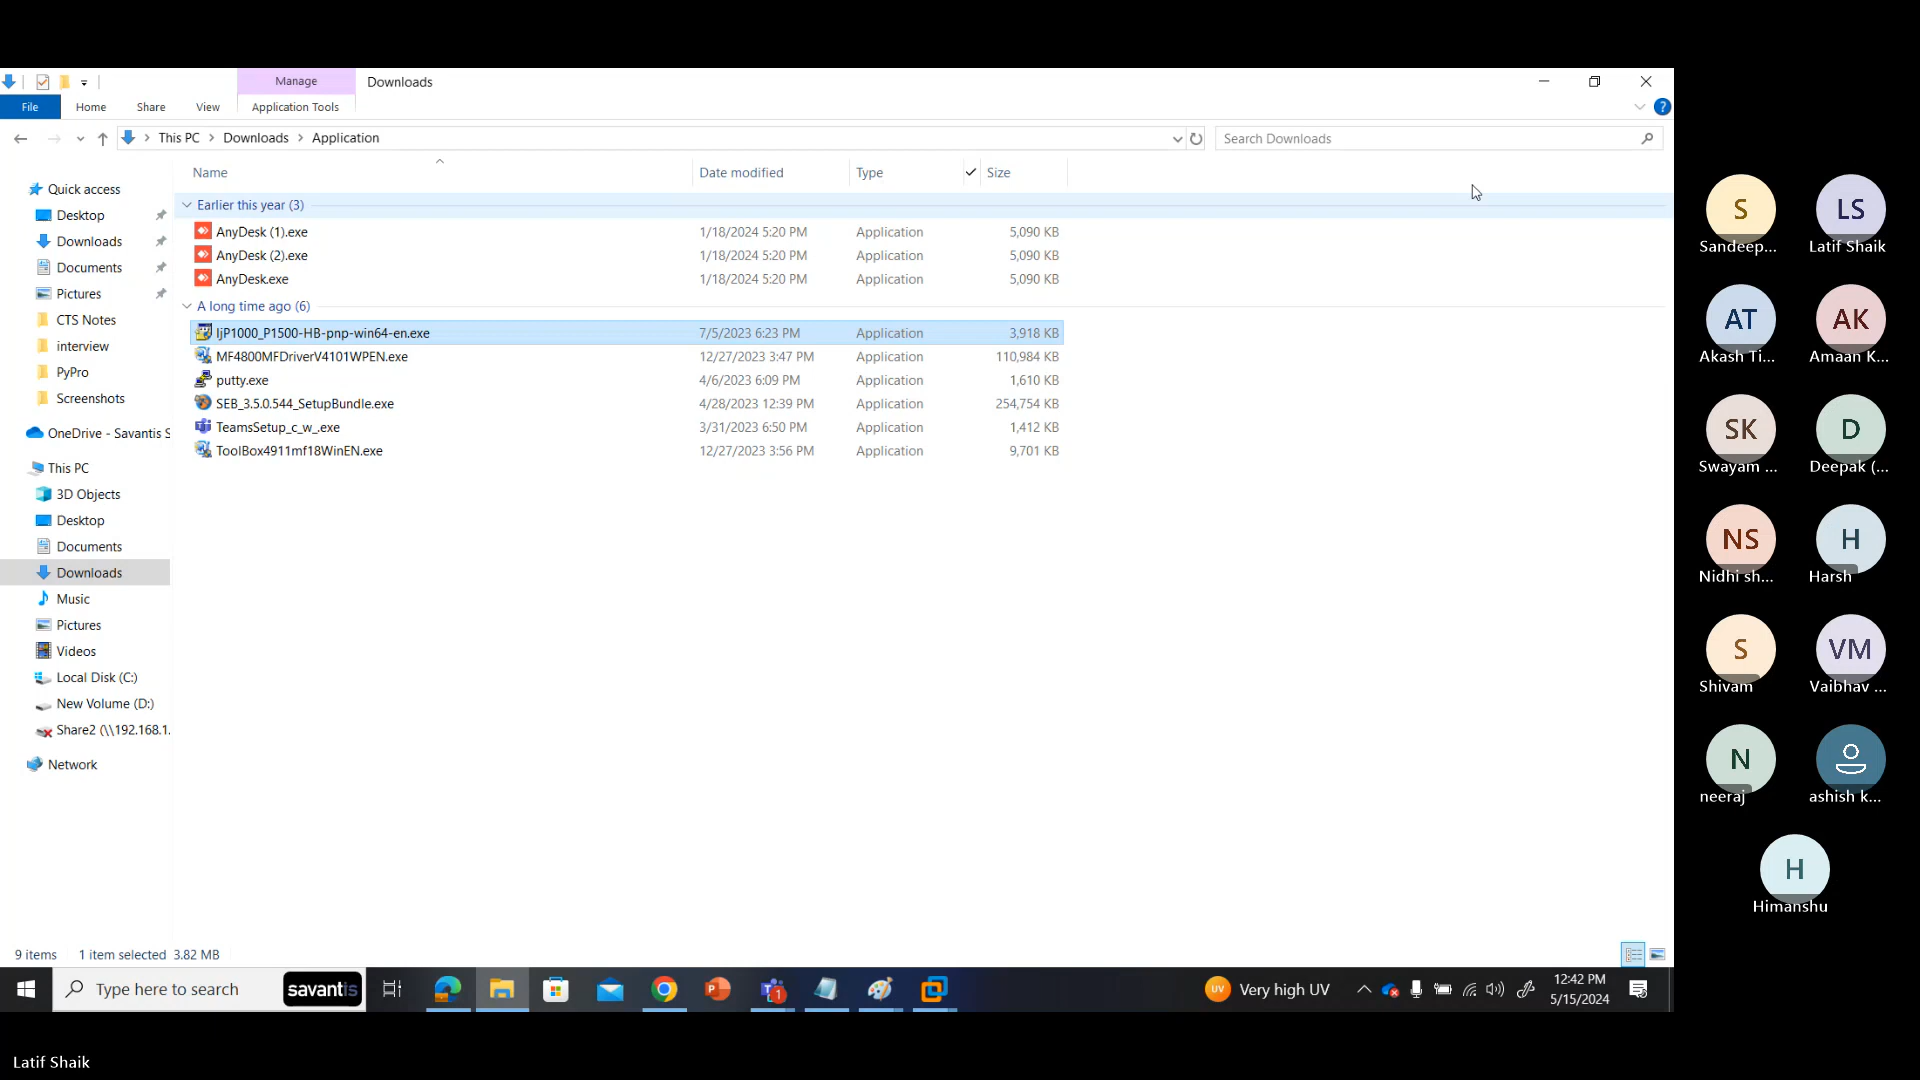 Manage
Downloads
File
Home
Share
View
Application Tools
?
This PC
Downloads
Application
Search Downloads
Name
Date modified
Type
Size
Earlier this year (3)
AnyDesk (1).exe 1/18/2024 5:20 PM Application 5,090 KB
AnyDesk (2).exe 1/18/2024 5:20 PM Application 5,090 KB
AnyDesk.exe 1/18/2024 5:20 PM Application 5,090 KB
A long time ago (6)
ljP1000_P1500-HB-pnp-win64-en.exe 7/5/2023 6:23 PM Application 3,918 KB
MF4800MFDriverV4101WPEN.exe 12/27/2023 3:47 PM Application 110,984 KB
putty.exe 4/6/2023 6:09 PM Application 1,610 KB
SEB_3.5.0.544_SetupBundle.exe 4/28/2023 12:39 PM Application 254,754 KB
TeamsSetup_c_w_.exe 3/31/2023 6:50 PM Application 1,412 KB
ToolBox4911mf18WinEN.exe 12/27/2023 3:56 PM Application 9,701 KB
Quick access
Desktop
Downloads
Documents
Pictures
CTS Notes
interview
PyPro
Screenshots
OneDrive - Savantis S
This PC
3D Objects
Desktop
Documents
Downloads
Music
Pictures
Videos
Local Disk (C:)
New Volume (D:)
Share2 (\\192.168.1.
Network
9 items
1 item selected 3.82 MB
Type here to search
savantis
P
1
UV
Very high UV
12:42 PM
5/15/2024
S
Sandeep...
LS
Latif Shaik
AT
Akash Ti...
AK
Amaan K...
SK
Swayam ...
D
Deepak (...
NS
Nidhi sh...
H
Harsh
S
Shivam
VM
Vaibhav ...
N
neeraj
ashish k...
H
Himanshu
Latif Shaik